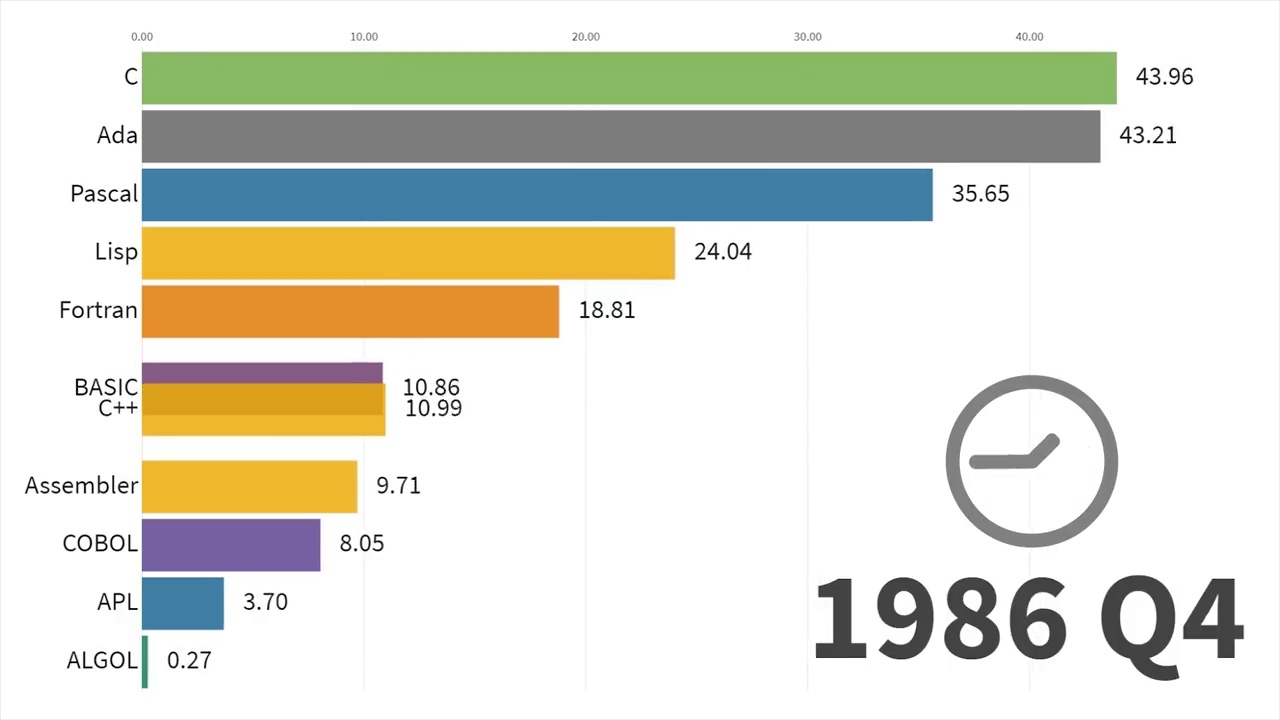 0.00 10.00 20.00 30.00 40.00
C 43.96
Ada 43.21
Pascal 35.65
Lisp 24.04
Fortran 18.81
BASIC 10.86
C++ 10.99
Assembler 9.71
COBOL 8.05
APL 3.70
ALGOL 0.27
1986 Q4